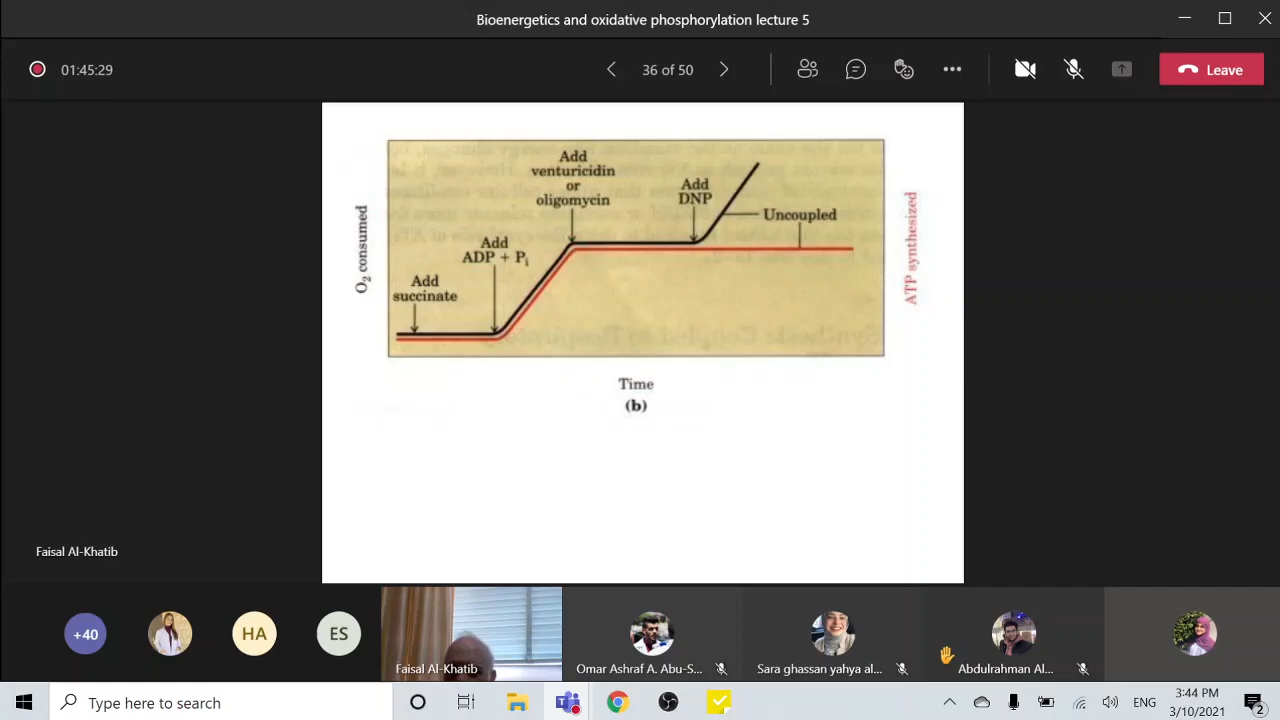 Bioenergetics and oxidative phosphorylation lecture 5
01:45:29
36 of 50
Leave
Add
venturicidin
or
oligomycin
Add
DNP
Uncoupled
Add
ADP + Pi
Add
succinate
O2 consumed
ATP synthesized
Time
(b)
Faisal Al-Khatib
+40
HA
ES
Faisal Al-Khatib
Omar Ashraf A. Abu-S...
Sara ghassan yahya al...
Abdulrahman Al...
Type here to search
ENG
3:44 PM
3/10/2021
2